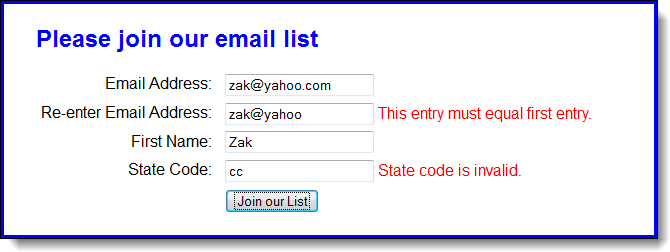 Please join our email list
Email Address: zak@yahoo.com
Re-enter Email Address: zak@yahoo This entry must equal first entry.
First Name: Zak
State Code: cc State code is invalid.
Join our List